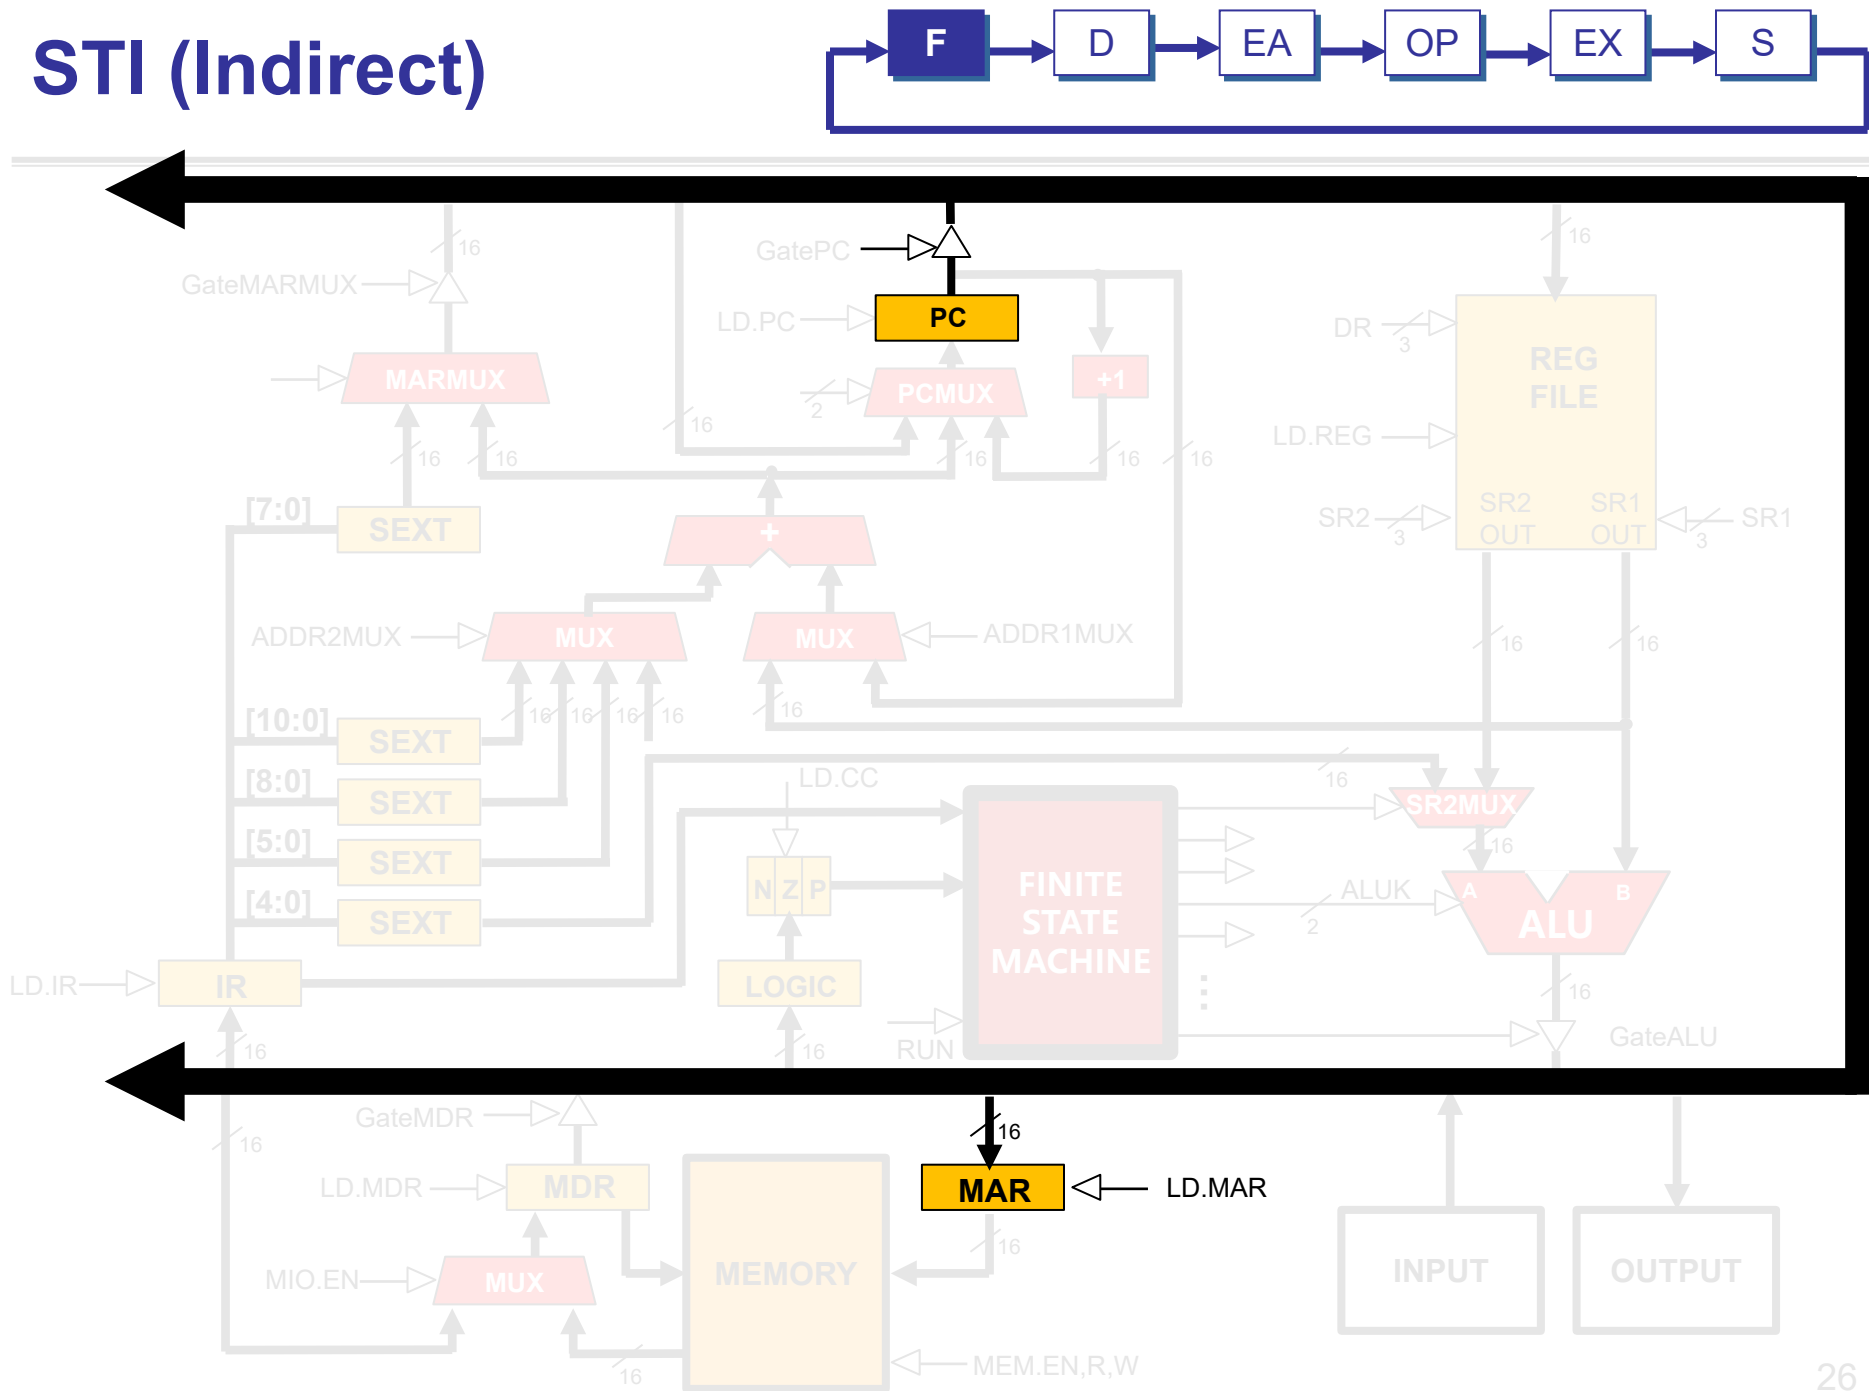 STI (Indirect)
F D EA OP EX S
16 16
GatePC
GateMARMUX
LD.PC PC DR 3
REG
FILE
MARMUX PCMUX +1
2
16
LD.REG
16 16 16 16 16
[7:0] SEXT
SR2 OUT SR1 OUT
SR2 3 3 SR1
+
ADDR2MUX MUX MUX ADDR1MUX
16 16
16 16 16 16 16
[10:0] SEXT
[8:0] SEXT
LD.CC
16
SR2MUX
[5:0] SEXT
16
N Z P
FINITE
STATE
MACHINE
ALUK
2
A B
ALU
[4:0] SEXT
LD.IR IR
LOGIC
⋮
16
16 16
RUN
GateALU
GateMDR
16
16
LD.MDR MDR
MAR LD.MAR
16
MIO.EN MUX
MEMORY
INPUT OUTPUT
16
MEM.EN,R,W
26